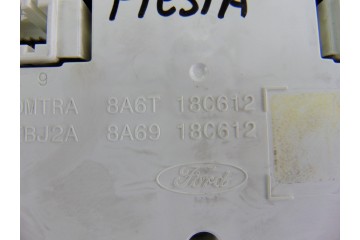 FIESTA
9
MTRA 8A6T 18C612
BJ2A 8A69 18C612
Ford